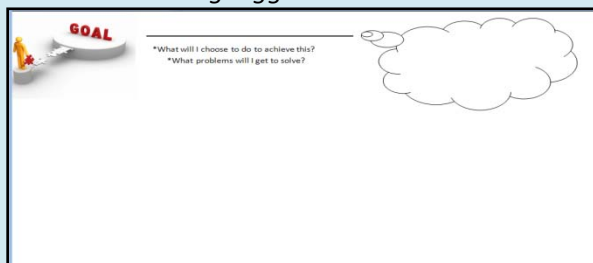 GOAL
*What will I choose to do to achieve this?
*What problems will I get to solve?